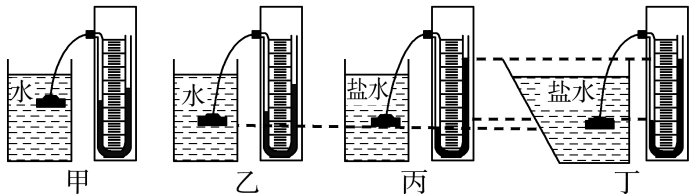 水 水 盐水 盐水
甲 乙 丙 丁